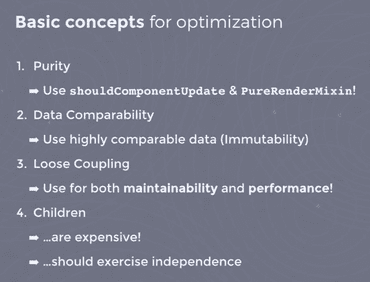 Basic concepts for optimization
1. Purity
➡ Use shouldComponentUpdate & PureRenderMixin!
2. Data Comparability
➡ Use highly comparable data (Immutability)
3. Loose Coupling
➡ Use for both maintainability and performance!
4. Children
➡ ...are expensive!
➡ ...should exercise independence